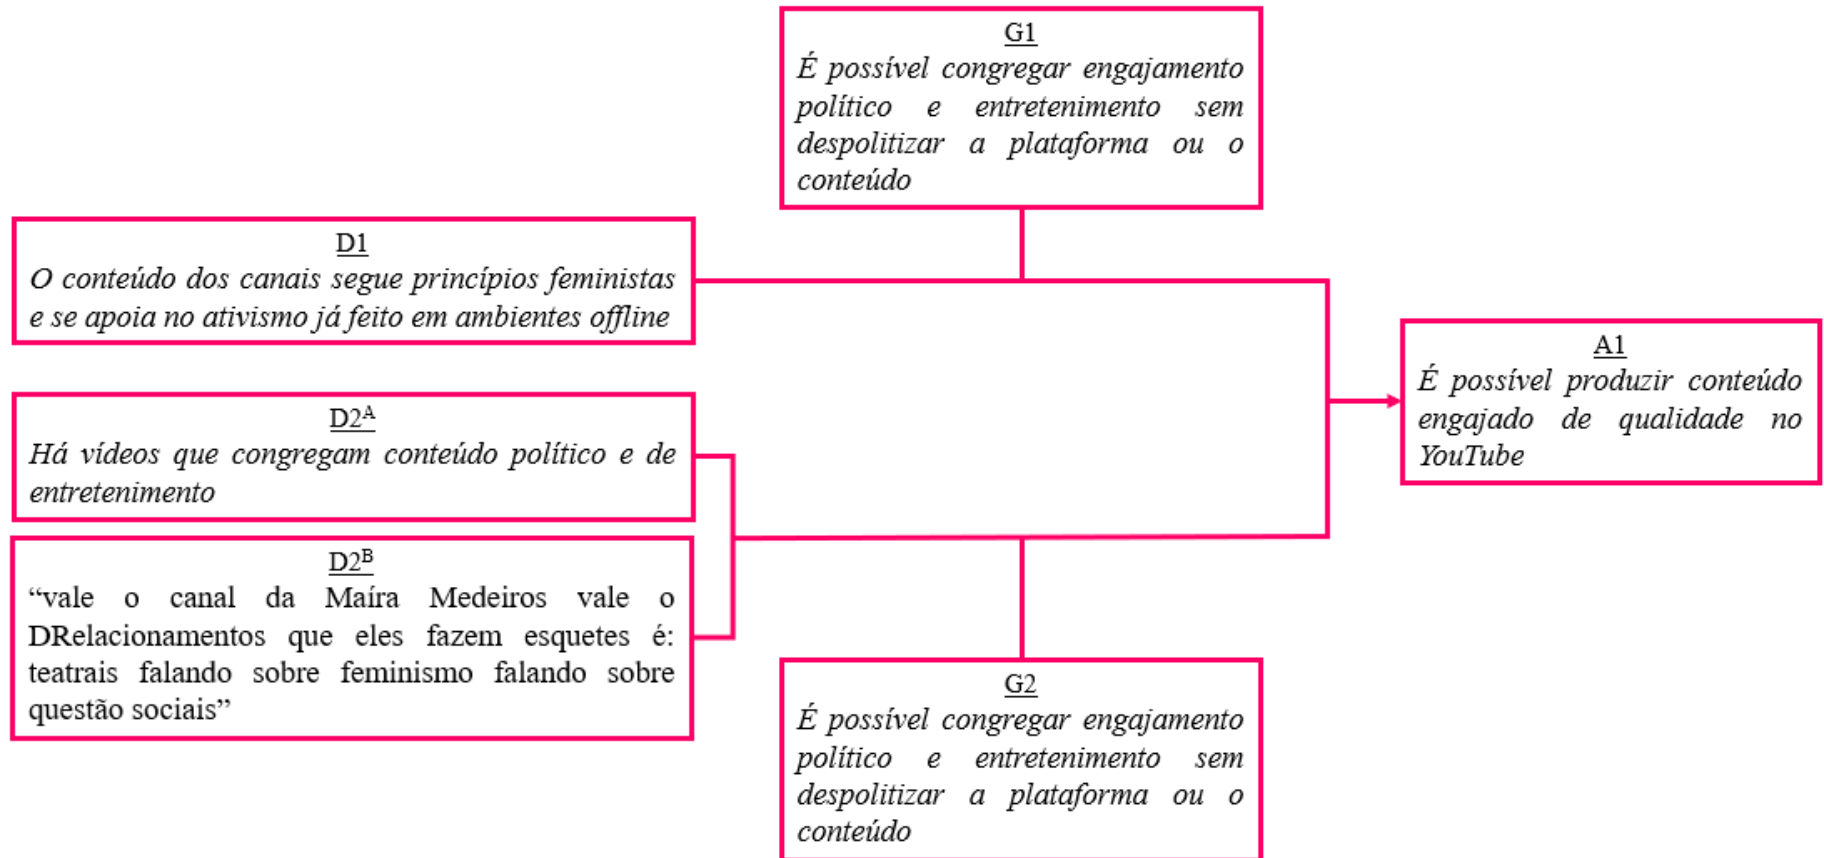 G1
É possível congregar engajamento
político e entretenimento sem
despolitizar a plataforma ou o
conteúdo
D1
O conteúdo dos canais segue princípios feministas
e se apoia no ativismo já feito em ambientes offline
D2ᴬ
Há vídeos que congregam conteúdo político e de
entretenimento
D2ᴮ
“vale o canal da Maíra Medeiros vale o
DRelacionamentos que eles fazem esquetes é:
teatrais falando sobre feminismo falando sobre
questão sociais”
A1
É possível produzir conteúdo
engajado de qualidade no
YouTube
G2
É possível congregar engajamento
político e entretenimento sem
despolitizar a plataforma ou o
conteúdo